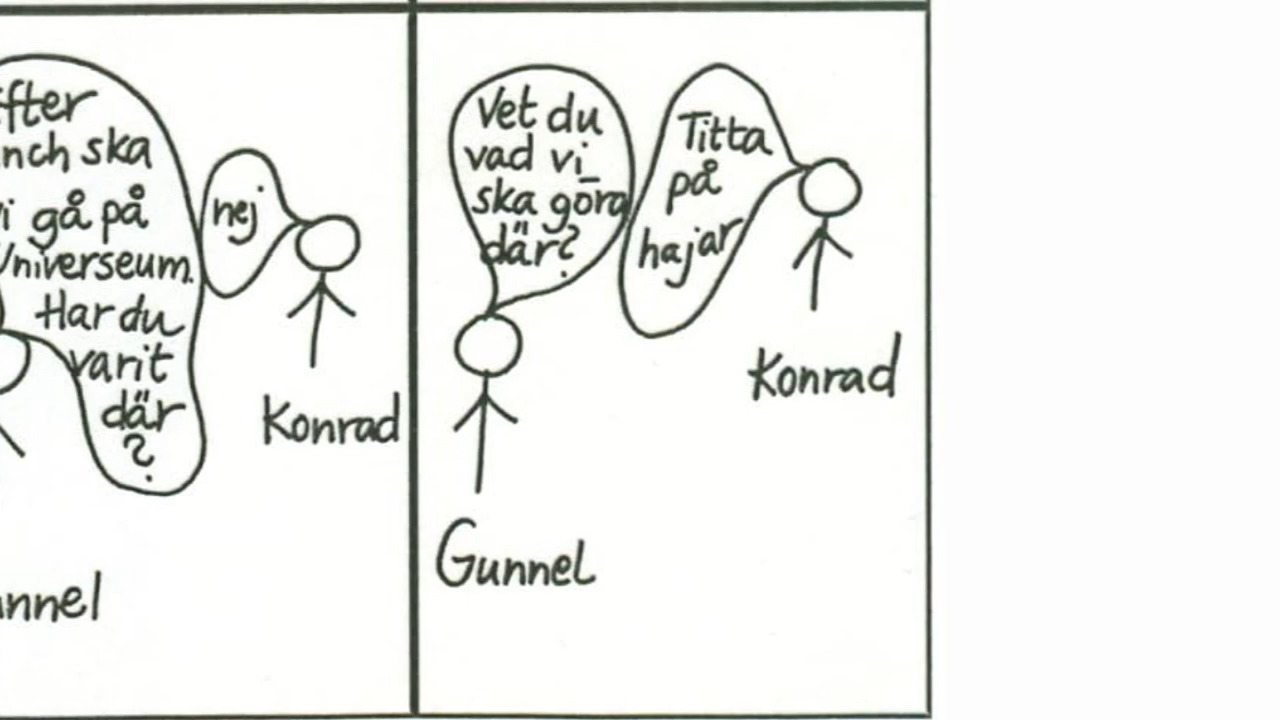 fter
nch ska
i gå på
Universeum.
Har du
varit
där
?
nej
Konrad
nnel
Vet du
vad vi
ska göra
där?
Titta
på
hajar
Konrad
Gunnel